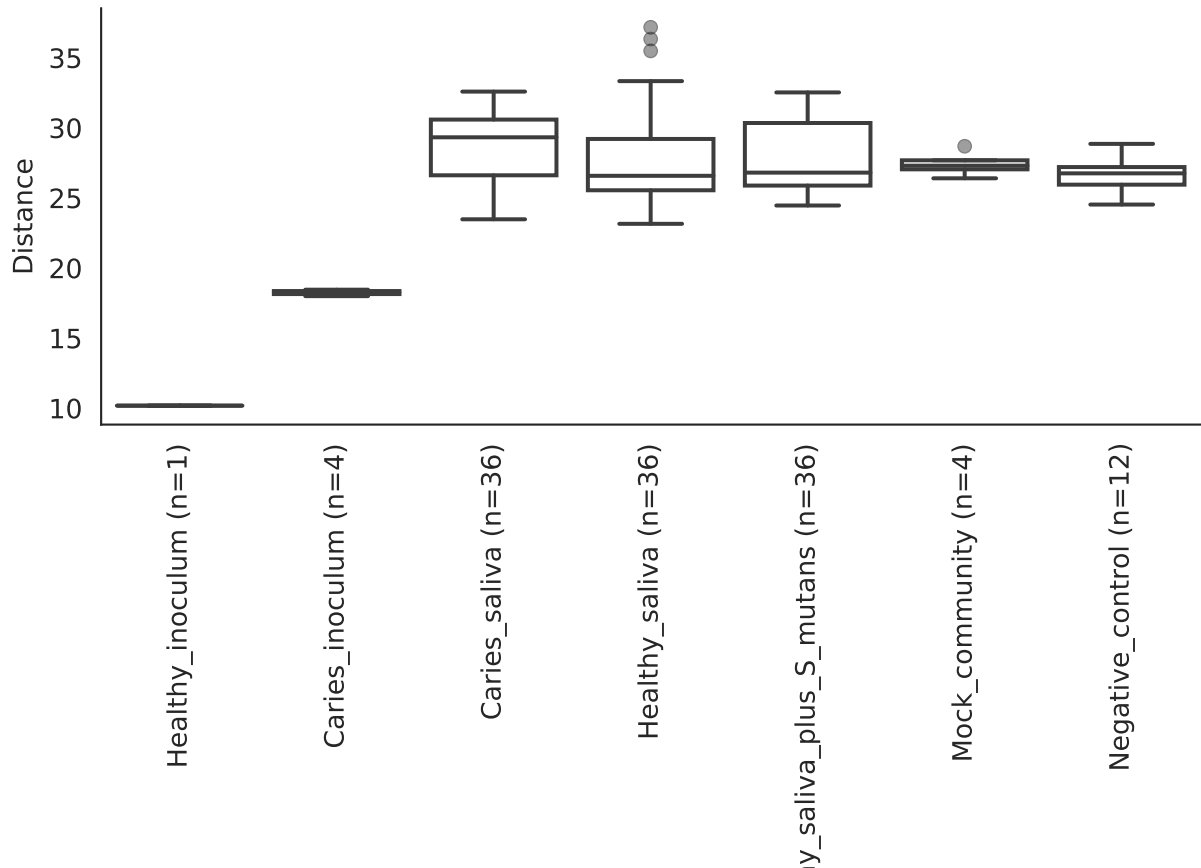 Distance
35
30
25
20
15
10
Healthy_inoculum (n=1)
Caries_inoculum (n=4)
Caries_saliva (n=36)
Healthy_saliva (n=36)
y_saliva_plus_S_mutans (n=36)
Mock_community (n=4)
Negative_control (n=12)